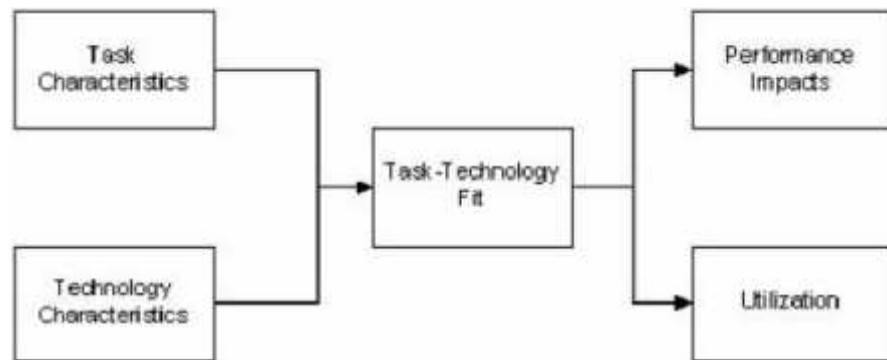 Task
Characteristics
Performance
Impacts
Task-Technology
Fit
Technology
Characteristics
Utilization